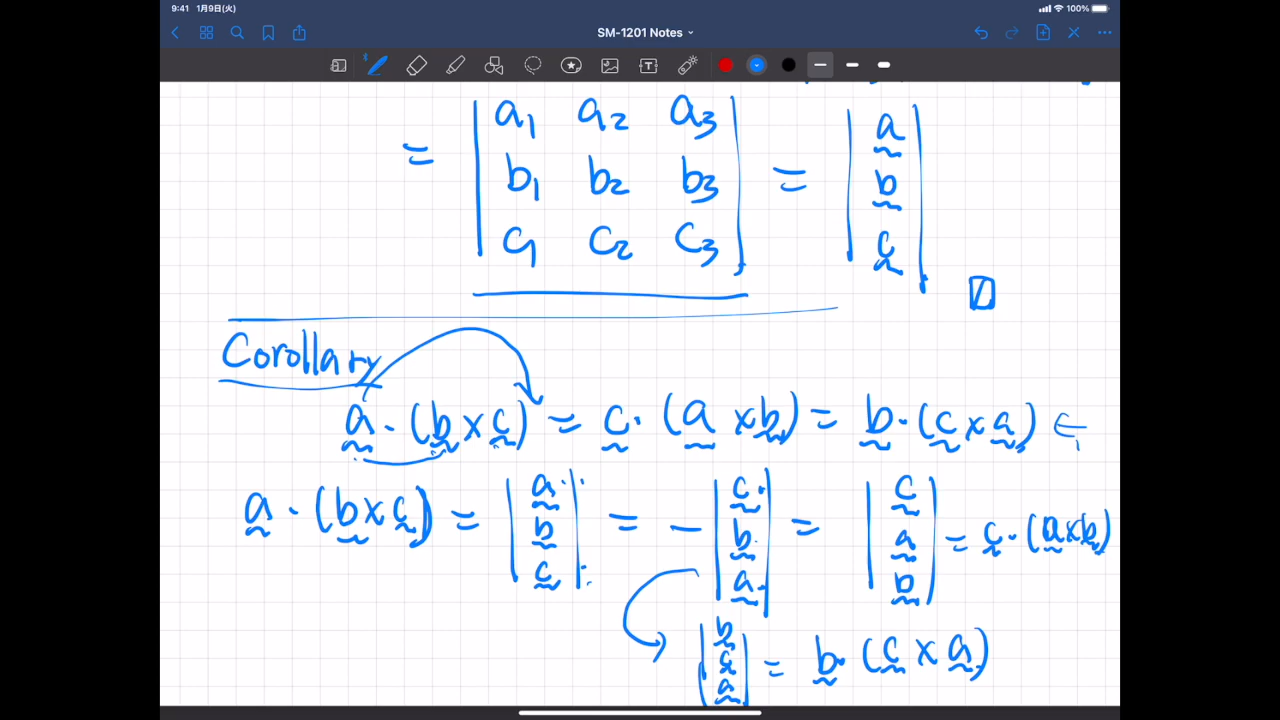 9:41 1月9日(火) 100%
SM-1201 Notes
= | a1 a2 a3 | = | a |
| b1 b2 b3 | | b |
| c1 c2 c3 | | c |
Corollary
a · (b × c) = c · (a × b) = b · (c × a) ←
a · (b × c) = | a b c | = - | c b a | = | c a b | = c · (a × b)
| b c a | = b · (c × a)